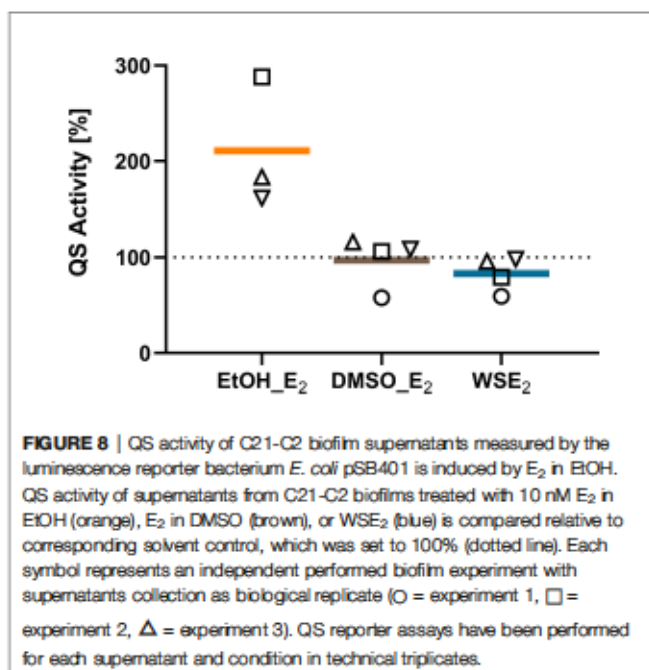 300
200
100
0
QS Activity [%]
EtOH_E₂ DMSO_E₂ WSE₂
FIGURE 8 | QS activity of C21-C2 biofilm supernatants measured by the
luminescence reporter bacterium E. coli pSB401 is induced by E₂ in EtOH.
QS activity of supernatants from C21-C2 biofilms treated with 10 nM E₂ in
EtOH (orange), E₂ in DMSO (brown), or WSE₂ (blue) is compared relative to
corresponding solvent control, which was set to 100% (dotted line). Each
symbol represents an independent performed biofilm experiment with
supernatants collection as biological replicate (○ = experiment 1, □ =
experiment 2, △ = experiment 3). QS reporter assays have been performed
for each supernatant and condition in technical triplicates.